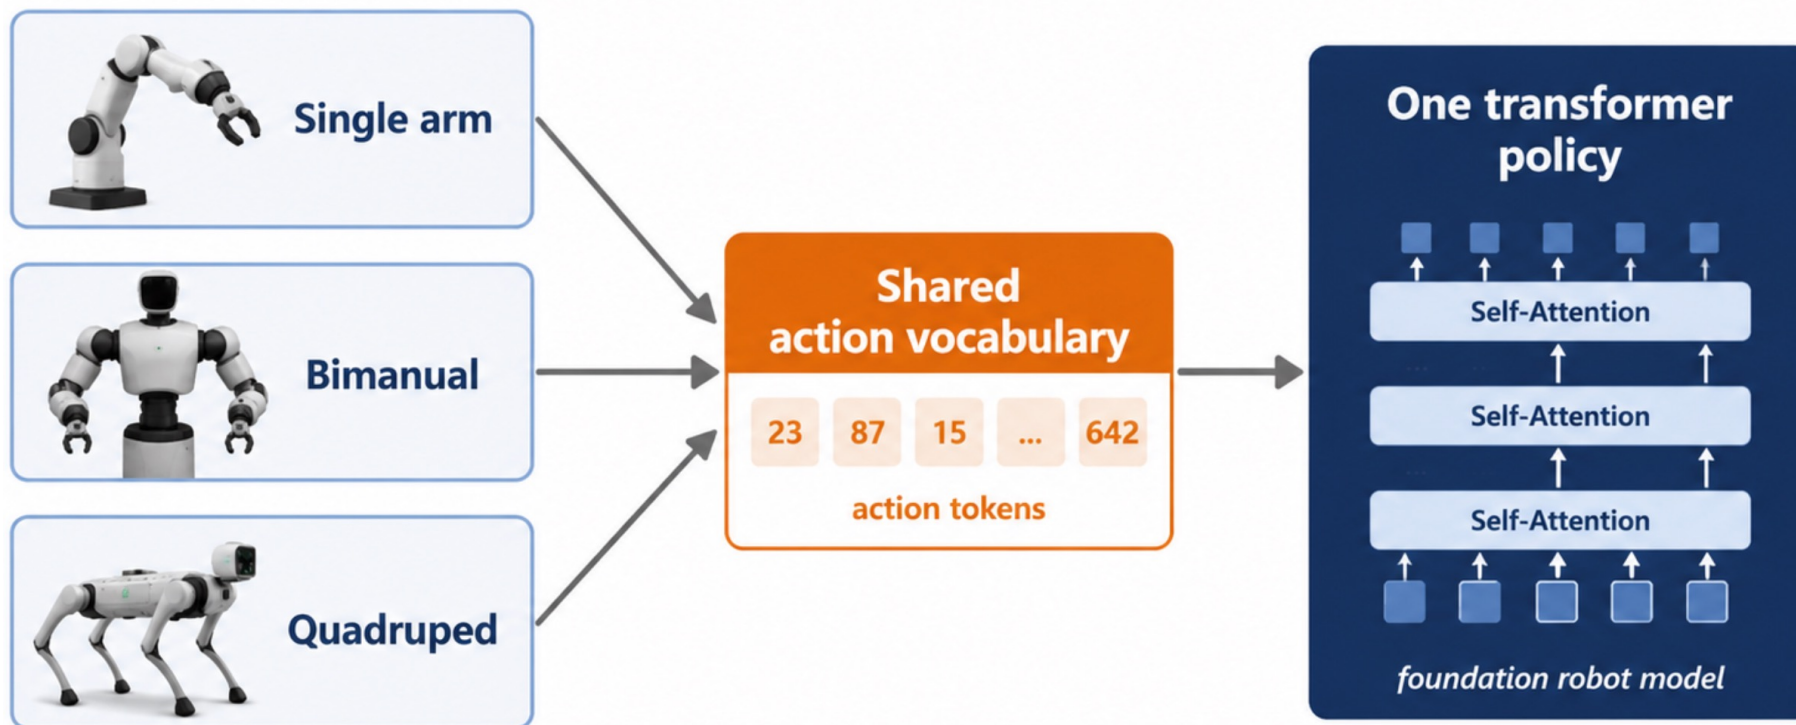 Single arm
Bimanual
Quadruped
Shared
action vocabulary
23 87 15 ... 642
action tokens
One transformer
policy
Self-Attention
Self-Attention
Self-Attention
foundation robot model